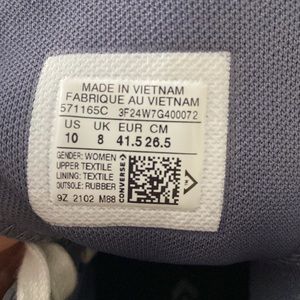 MADE IN VIETNAM
FABRIQUE AU VIETNAM
571165C 3F24W7G400072
US UK EUR CM
10 8 41.5 26.5
GENDER: WOMEN
UPPER:TEXTILE
LINING: TEXTILE
OUTSOLE: RUBBER
9Z 2102 M88
CONVERSE